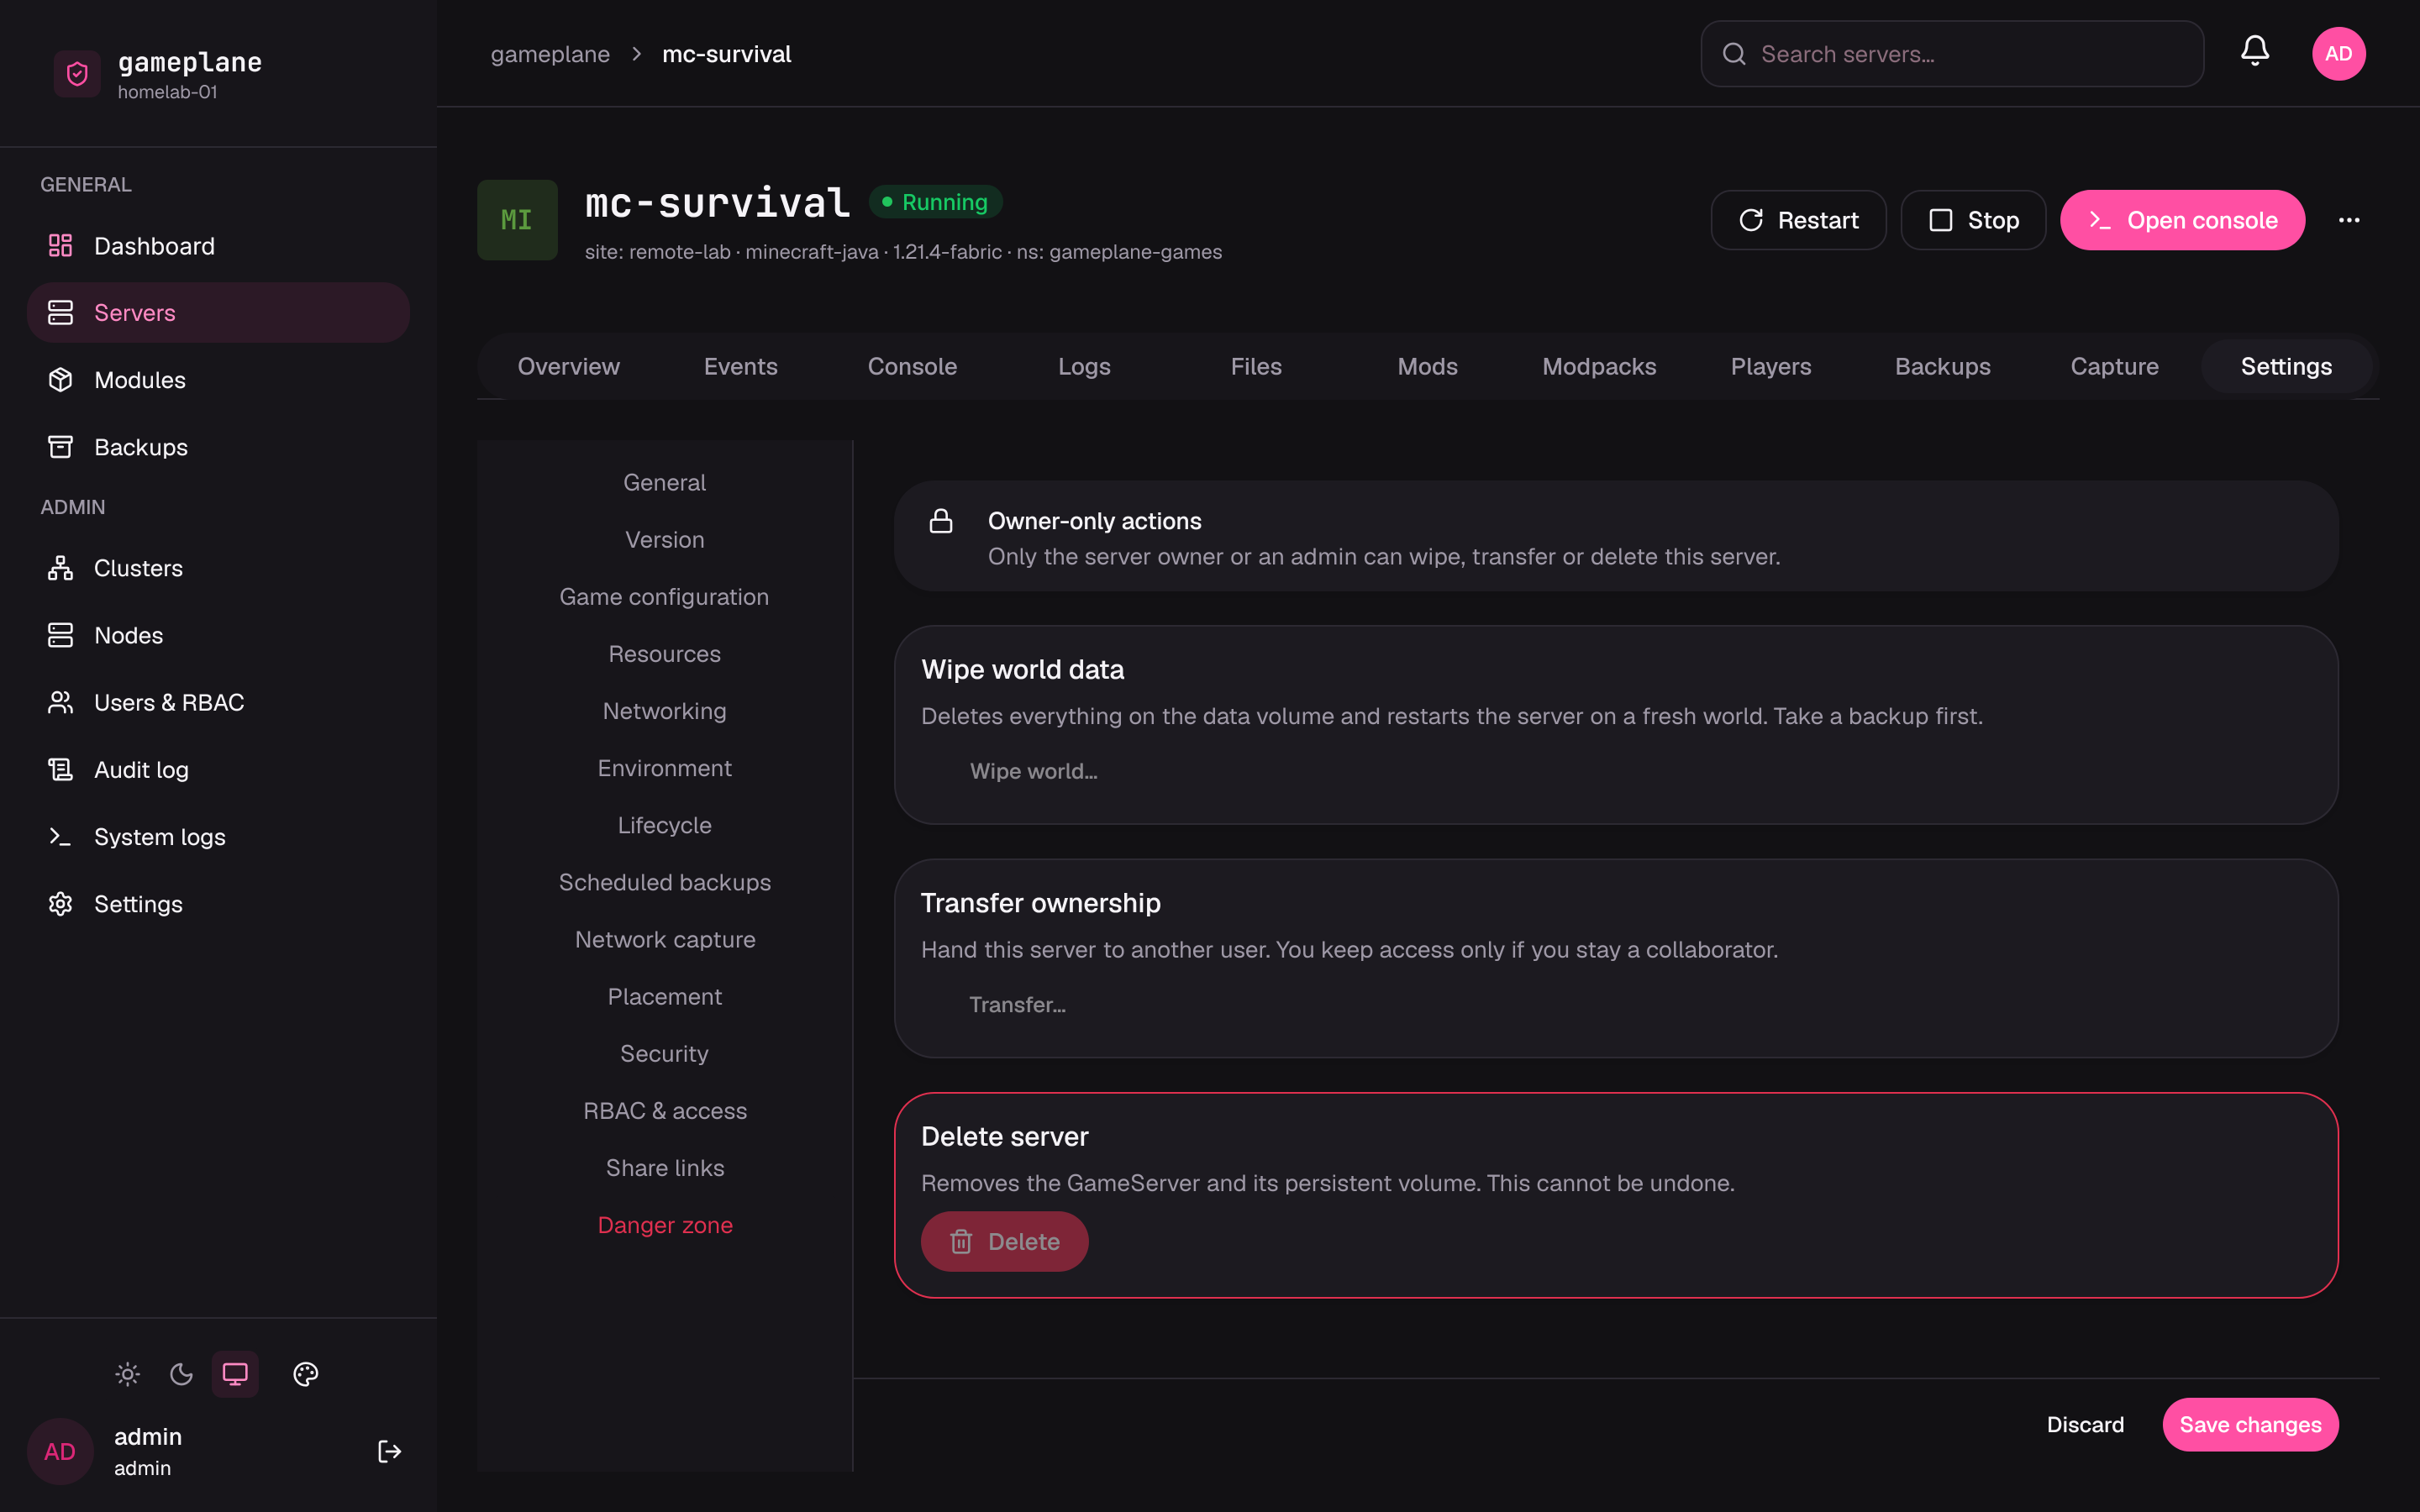 gameplane
homelab-01
GENERAL
Dashboard
Servers
Modules
Backups
ADMIN
Clusters
Nodes
Users & RBAC
Audit log
System logs
Settings
AD
admin
admin
gameplane > mc-survival
Search servers...
AD
MI
mc-survival
Running
site: remote-lab · minecraft-java · 1.21.4-fabric · ns: gameplane-games
Restart
Stop
Open console
Overview
Events
Console
Logs
Files
Mods
Modpacks
Players
Backups
Capture
Settings
General
Version
Game configuration
Resources
Networking
Environment
Lifecycle
Scheduled backups
Network capture
Placement
Security
RBAC & access
Share links
Danger zone
Owner-only actions
Only the server owner or an admin can wipe, transfer or delete this server.
Wipe world data
Deletes everything on the data volume and restarts the server on a fresh world. Take a backup first.
Wipe world...
Transfer ownership
Hand this server to another user. You keep access only if you stay a collaborator.
Transfer...
Delete server
Removes the GameServer and its persistent volume. This cannot be undone.
Delete
Discard
Save changes